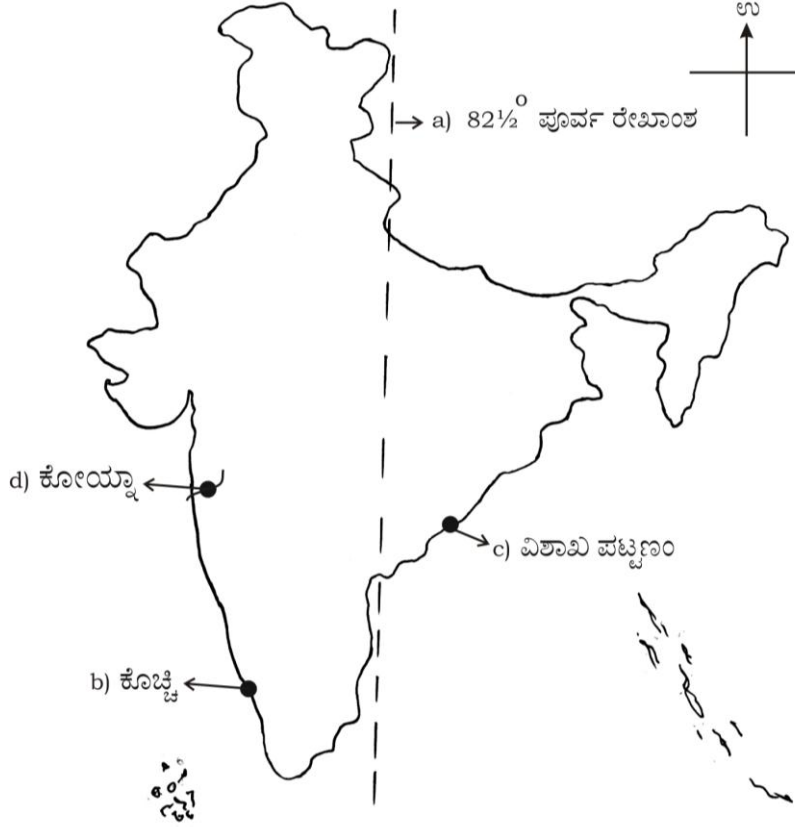 ಉ
a) 82½° ಪೂರ್ವ ರೇಖಾಂಶ
d) ಕೋಯ್ನಾ
c) ವಿಶಾಖ ಪಟ್ಟಣಂ
b) ಕೊಚ್ಚಿ